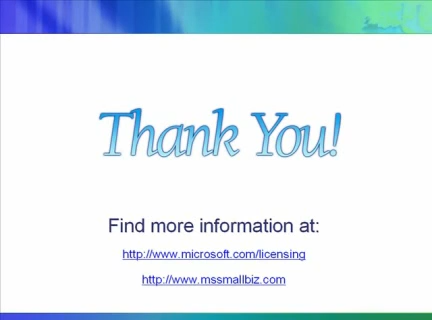 Thank You!
Find more information at:
http://www.microsoft.com/licensing
http://www.mssmallbiz.com